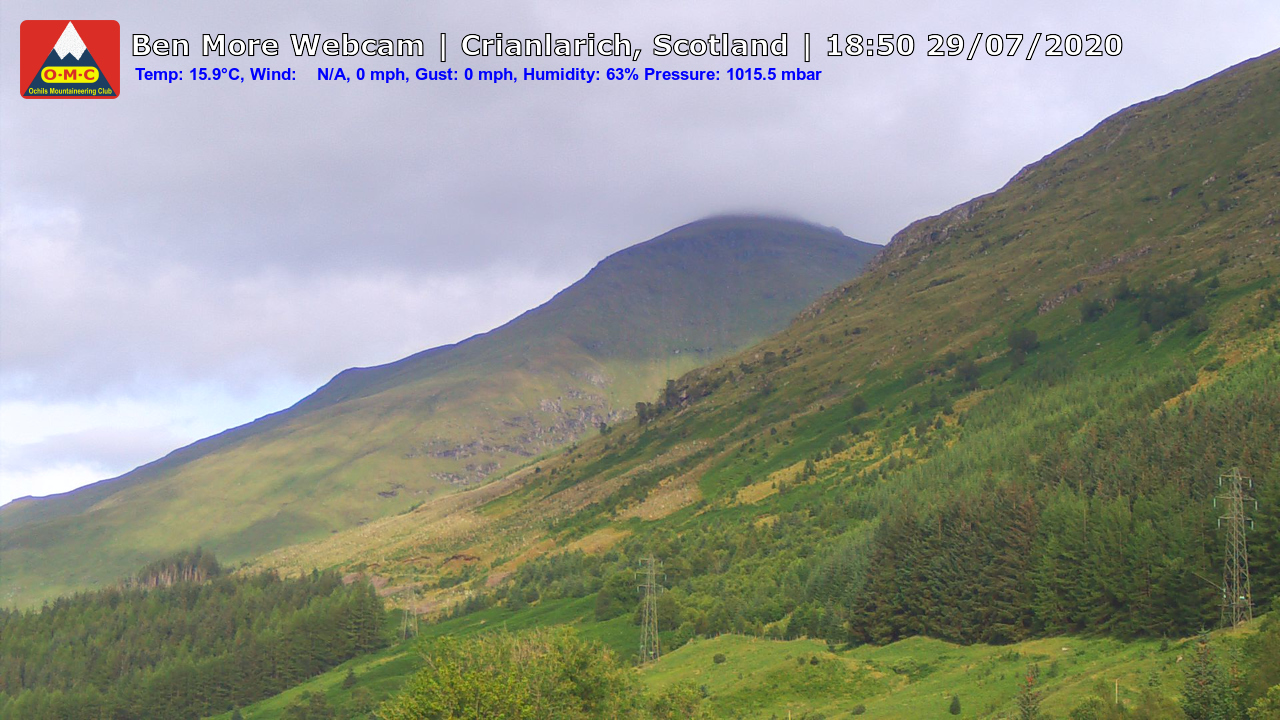 Ben More Webcam | Crianlarich, Scotland | 18:50 29/07/2020
Temp: 15.9°C, Wind: N/A, 0 mph, Gust: 0 mph, Humidity: 63% Pressure: 1015.5 mbar
O·M·C
Ochils Mountaineering Club